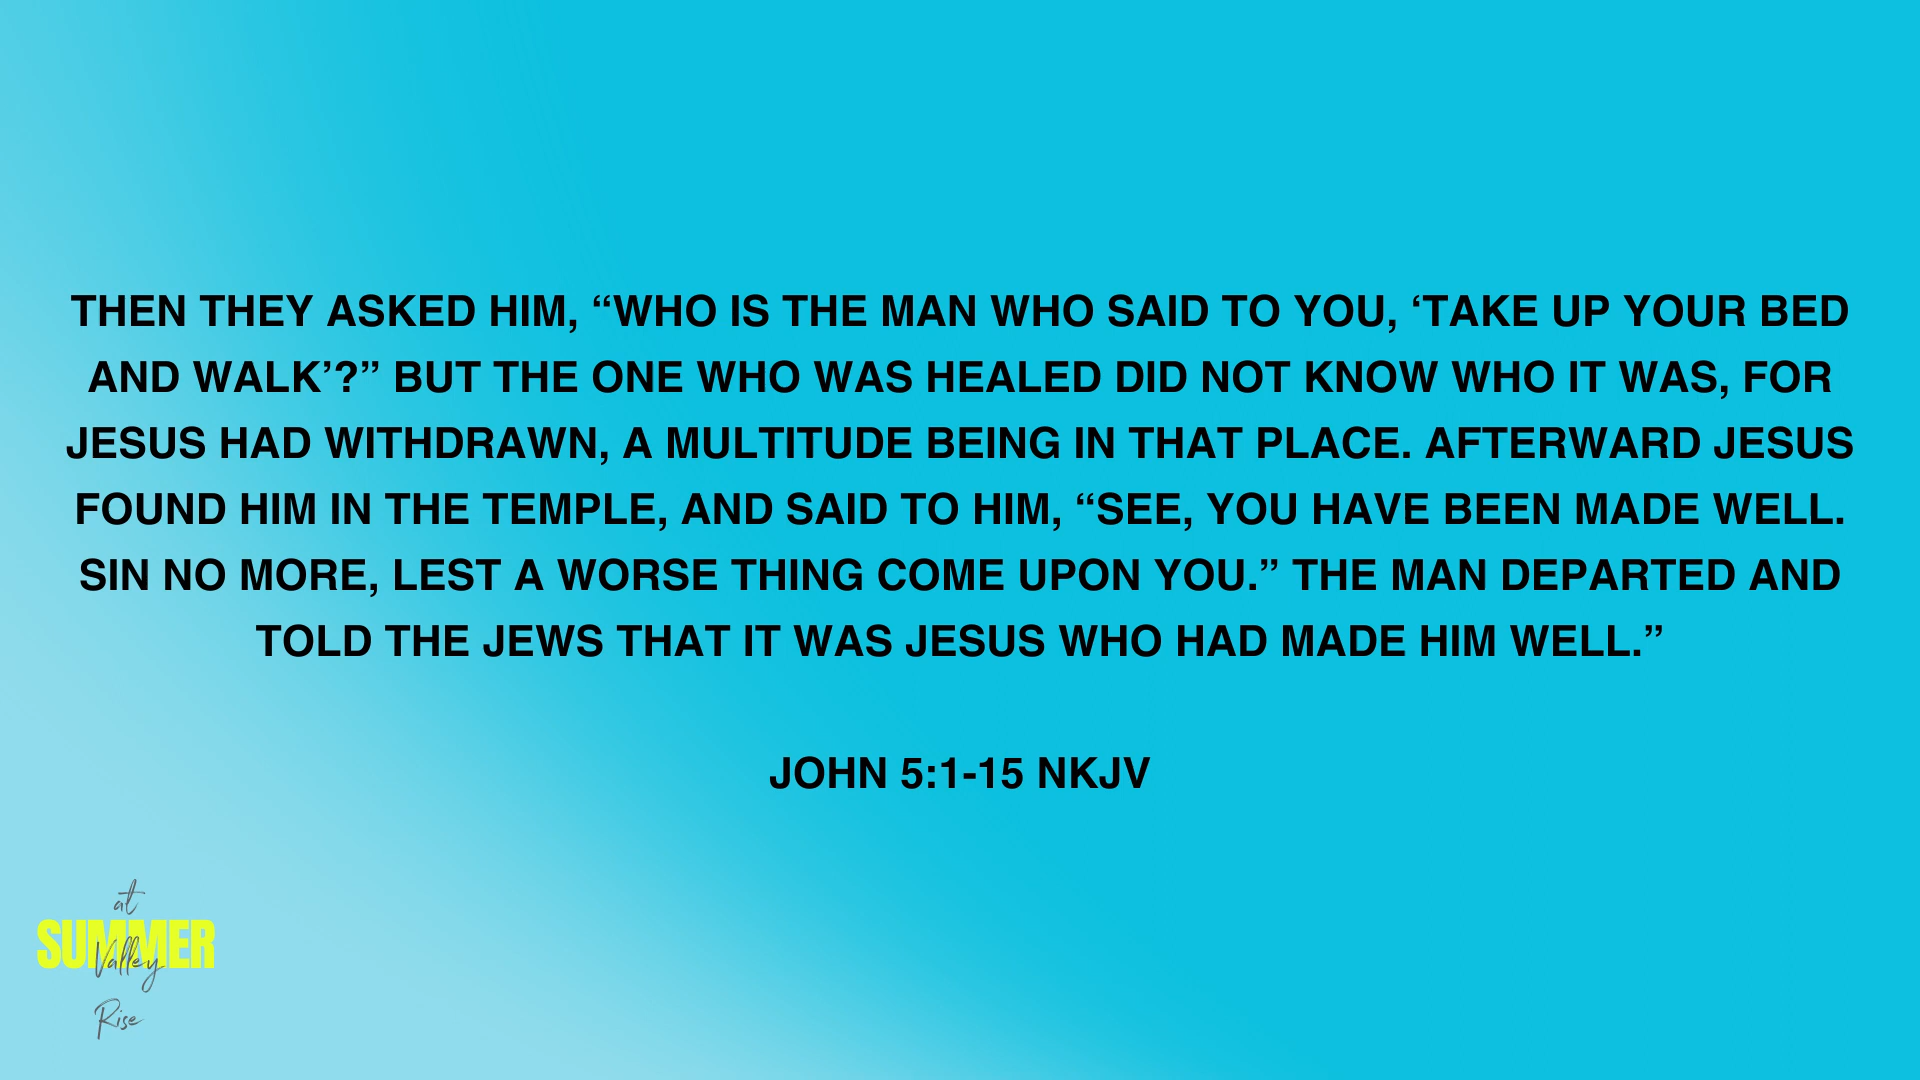 THEN THEY ASKED HIM, “WHO IS THE MAN WHO SAID TO YOU, ‘TAKE UP YOUR BED
AND WALK’?” BUT THE ONE WHO WAS HEALED DID NOT KNOW WHO IT WAS, FOR
JESUS HAD WITHDRAWN, A MULTITUDE BEING IN THAT PLACE. AFTERWARD JESUS
FOUND HIM IN THE TEMPLE, AND SAID TO HIM, “SEE, YOU HAVE BEEN MADE WELL.
SIN NO MORE, LEST A WORSE THING COME UPON YOU.” THE MAN DEPARTED AND
TOLD THE JEWS THAT IT WAS JESUS WHO HAD MADE HIM WELL.”
JOHN 5:1-15 NKJV
at
SUMMER
Valley
Rise